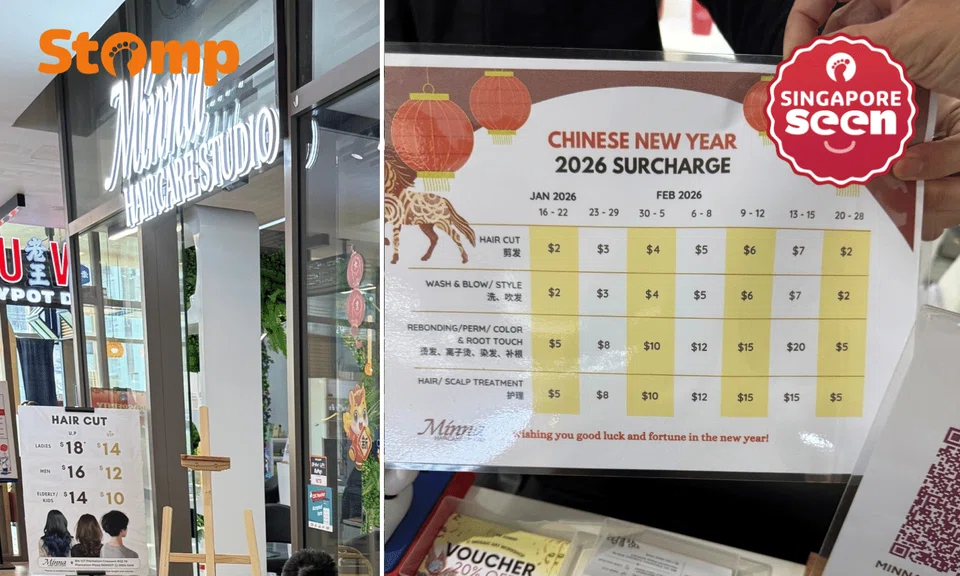 Stomp
Minna
HAIRCARE STUDIO
老王
HAIR CUT
U.P
LADIES $18 $14
MEN $16 $12
ELDERLY/
KIDS $14 $10
Minna
SINGAPORE
seen
CHINESE NEW YEAR
2026 SURCHARGE
JAN 2026 FEB 2026
16 - 22 23 - 29 30 - 5 6 - 8 9 - 12 13 - 15 20 - 28
HAIR CUT
剪发
$2 $3 $4 $5 $6 $7 $2
WASH & BLOW/ STYLE
洗、吹发
$2 $3 $4 $5 $6 $7 $2
REBONDING/PERM/ COLOR
& ROOT TOUCH
烫发、离子烫、染发、补根
$5 $8 $10 $12 $15 $20 $5
HAIR/ SCALP TREATMENT
护理
$5 $8 $10 $12 $15 $15 $5
Minna
wishing you good luck and fortune in the new year!
VOUCHER
20% OFF
MINNA